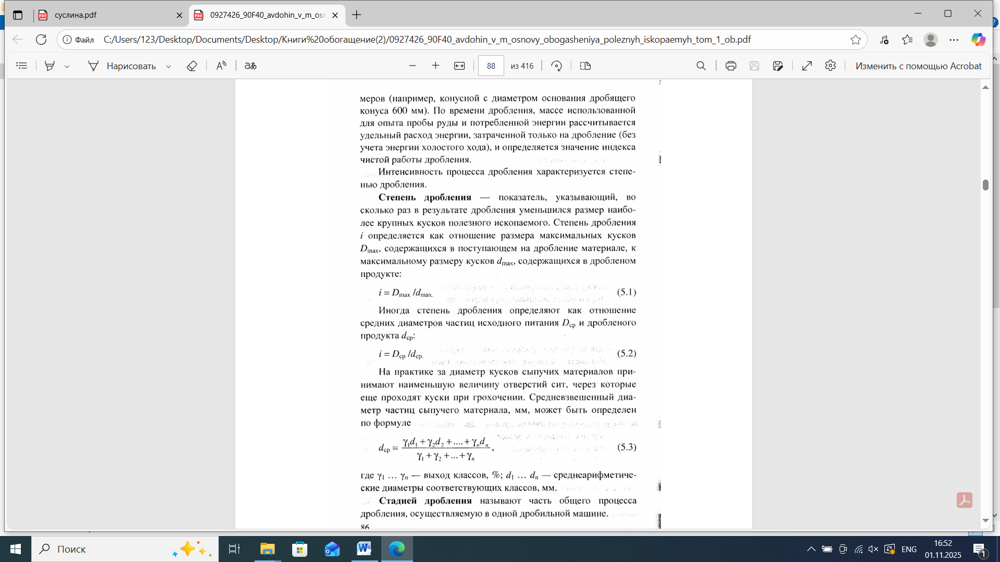 суслина.pdf
0927426_90F40_avdohin_v_m_osn
Файл
C:/Users/123/Desktop/Documents/Desktop/Книги%20обогащение(2)/0927426_90F40_avdohin_v_m_osnovy_obogasheniya_poleznyh_iskopaemyh_tom_1_ob.pdf
Нарисовать
aあ
88
из 416
Изменить с помощью Acrobat
меров (например, конусной с диаметром основания дробящего
конуса 600 мм). По времени дробления, массе использованной
для опыта пробы руды и потребленной энергии рассчитывается
удельный расход энергии, затраченной только на дробление (без
учета энергии холостого хода), и определяется значение индекса
чистой работы дробления.
Интенсивность процесса дробления характеризуется степе-
нью дробления.
Степень дробления — показатель, указывающий, во
сколько раз в результате дробления уменьшился размер наибо-
лее крупных кусков полезного ископаемого. Степень дробления
i определяется как отношение размера максимальных кусков
Dmax, содержащихся в поступающем на дробление материале, к
максимальному размеру кусков dmax, содержащихся в дробленом
продукте:
i = Dmax /dmax. (5.1)
Иногда степень дробления определяют как отношение
средних диаметров частиц исходного питания Dср и дробленого
продукта dср:
i = Dср /dср. (5.2)
На практике за диаметр кусков сыпучих материалов при-
нимают наименьшую величину отверстий сит, через которые
еще проходят куски при грохочении. Средневзвешенный диа-
метр частиц сыпучего материала, мм, может быть определен
по формуле
dср = (γ1d1 + γ2d2 + .... + γndn) / (γ1 + γ2 + ... + γn), (5.3)
где γ1 ... γn — выход классов, %; d1 ... dn — среднеарифметиче-
ские диаметры соответствующих классов, мм.
Стадией дробления называют часть общего процесса
дробления, осуществляемую в одной дробильной машине.
86
Поиск
ENG
16:52
01.11.2025
1